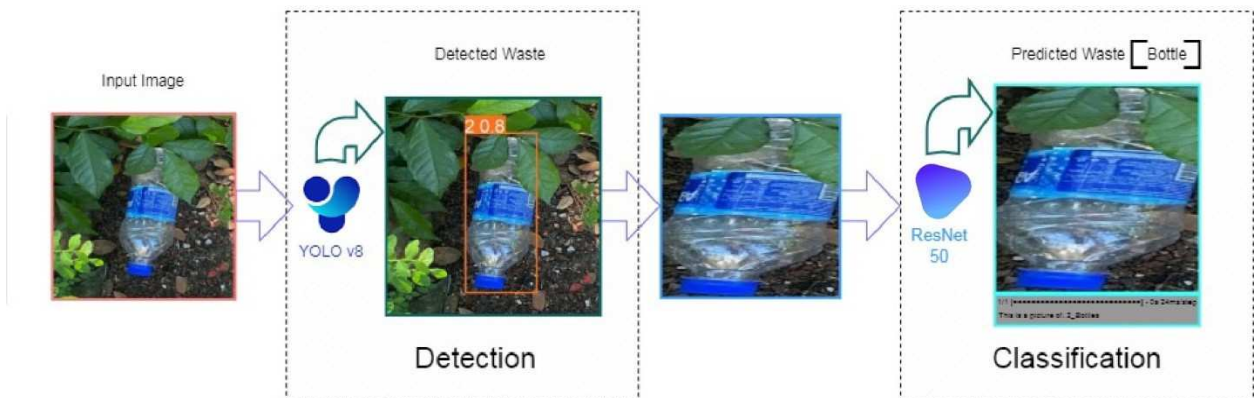 Input Image
Detected Waste
2 0.8
YOLO v8
Detection
Predicted Waste [Bottle]
ResNet
50
This is a picture of: 2_Bottles
Classification